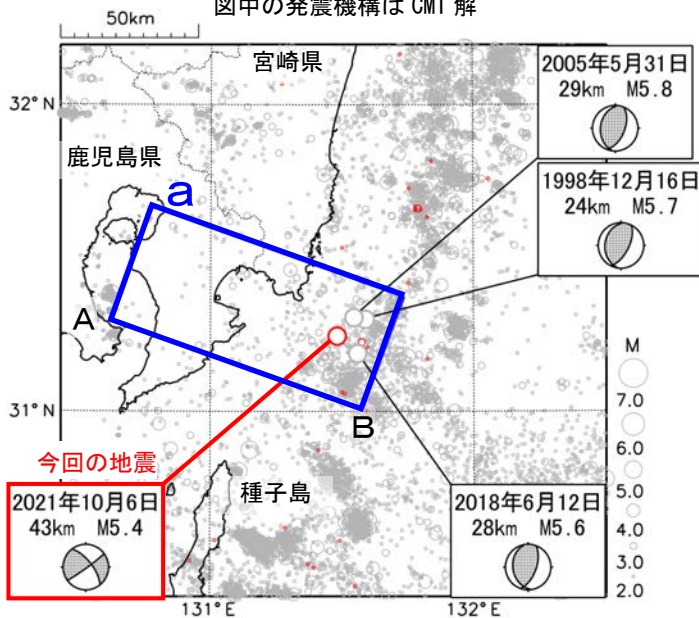 図中の発震機構は CMT 解
50km
宮崎県
2005年5月31日
29km M5.8
32°N
鹿児島県
a
1998年12月16日
24km M5.7
A
M
7.0
31°N
B
6.0
今回の地震
種子島
5.0
2021年10月6日
43km M5.4
2018年6月12日
28km M5.6
4.0
3.0
2.0
131°E
132°E